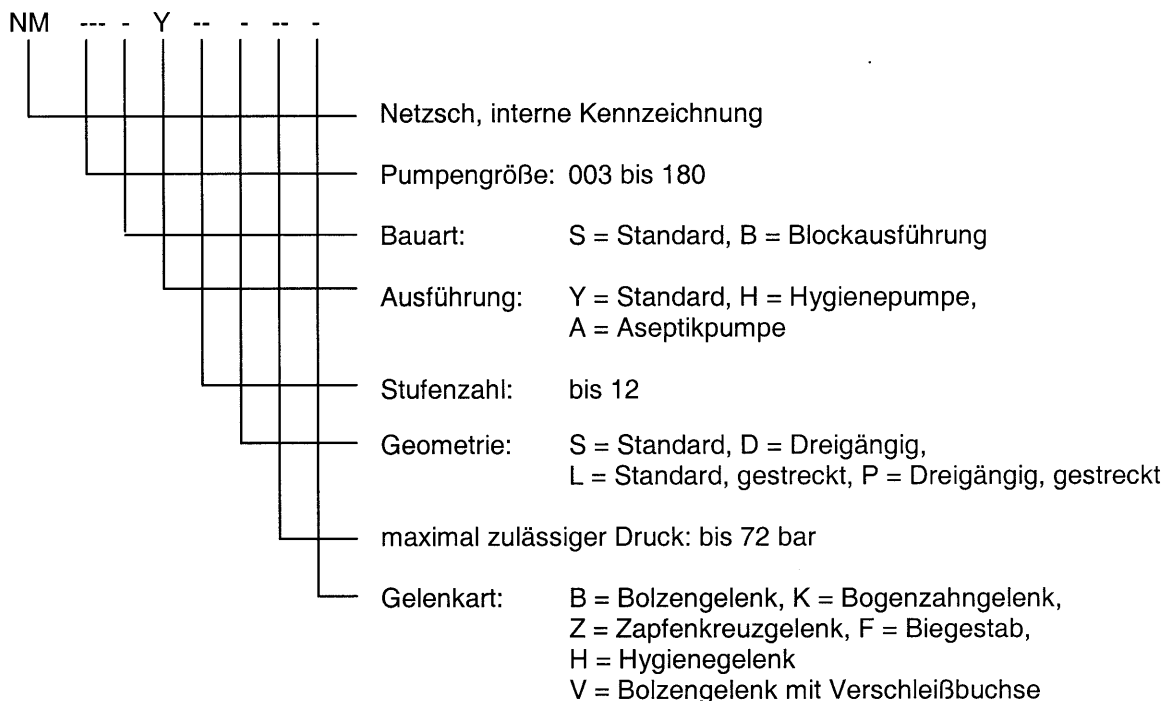 NM --- - Y -- - -- -
Netzsch, interne Kennzeichnung
Pumpengröße: 003 bis 180
Bauart: S = Standard, B = Blockausführung
Ausführung: Y = Standard, H = Hygienepumpe,
A = Aseptikpumpe
Stufenzahl: bis 12
Geometrie: S = Standard, D = Dreigängig,
L = Standard, gestreckt, P = Dreigängig, gestreckt
maximal zulässiger Druck: bis 72 bar
Gelenkart: B = Bolzengelenk, K = Bogenzahngelenk,
Z = Zapfenkreuzgelenk, F = Biegestab,
H = Hygienegelenk
V = Bolzengelenk mit Verschleißbuchse